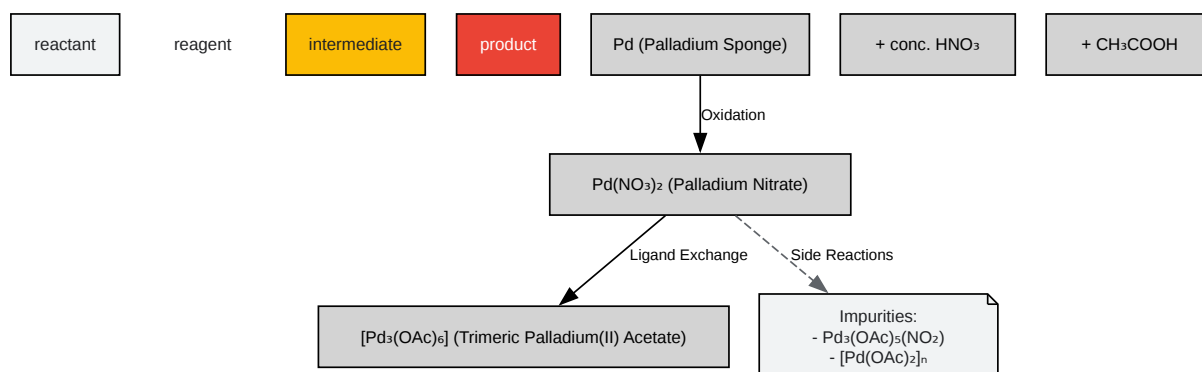 reactant
reagent
intermediate
product
Pd (Palladium Sponge)
+ conc. HNO₃
+ CH₃COOH
Oxidation
Pd(NO₃)₂ (Palladium Nitrate)
Ligand Exchange
Side Reactions
[Pd₃(OAc)₆] (Trimeric Palladium(II) Acetate)
Impurities:
- Pd₃(OAc)₅(NO₂)
- [Pd(OAc)₂]ₙ